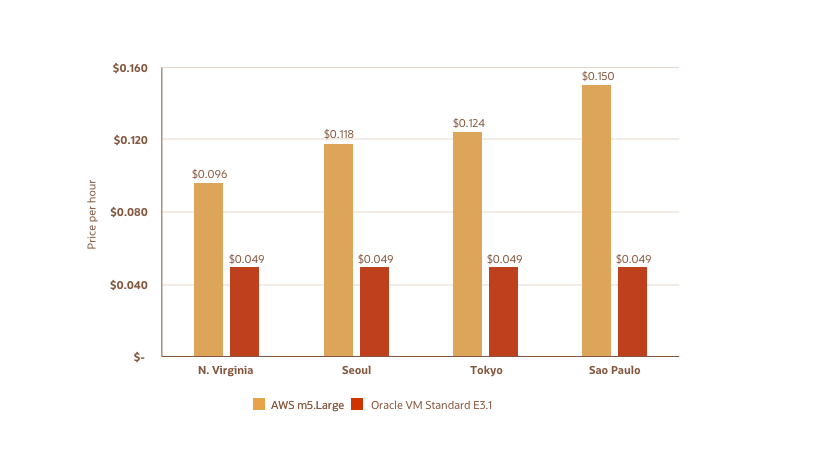 $0.160
$0.150
$0.124
$0.120
$0.118
$0.096
Price per hour
$0.080
$0.049
$0.049
$0.049
$0.049
$0.040
$-
N. Virginia
Seoul
Tokyo
Sao Paulo
AWS m5.Large
Oracle VM Standard E3.1